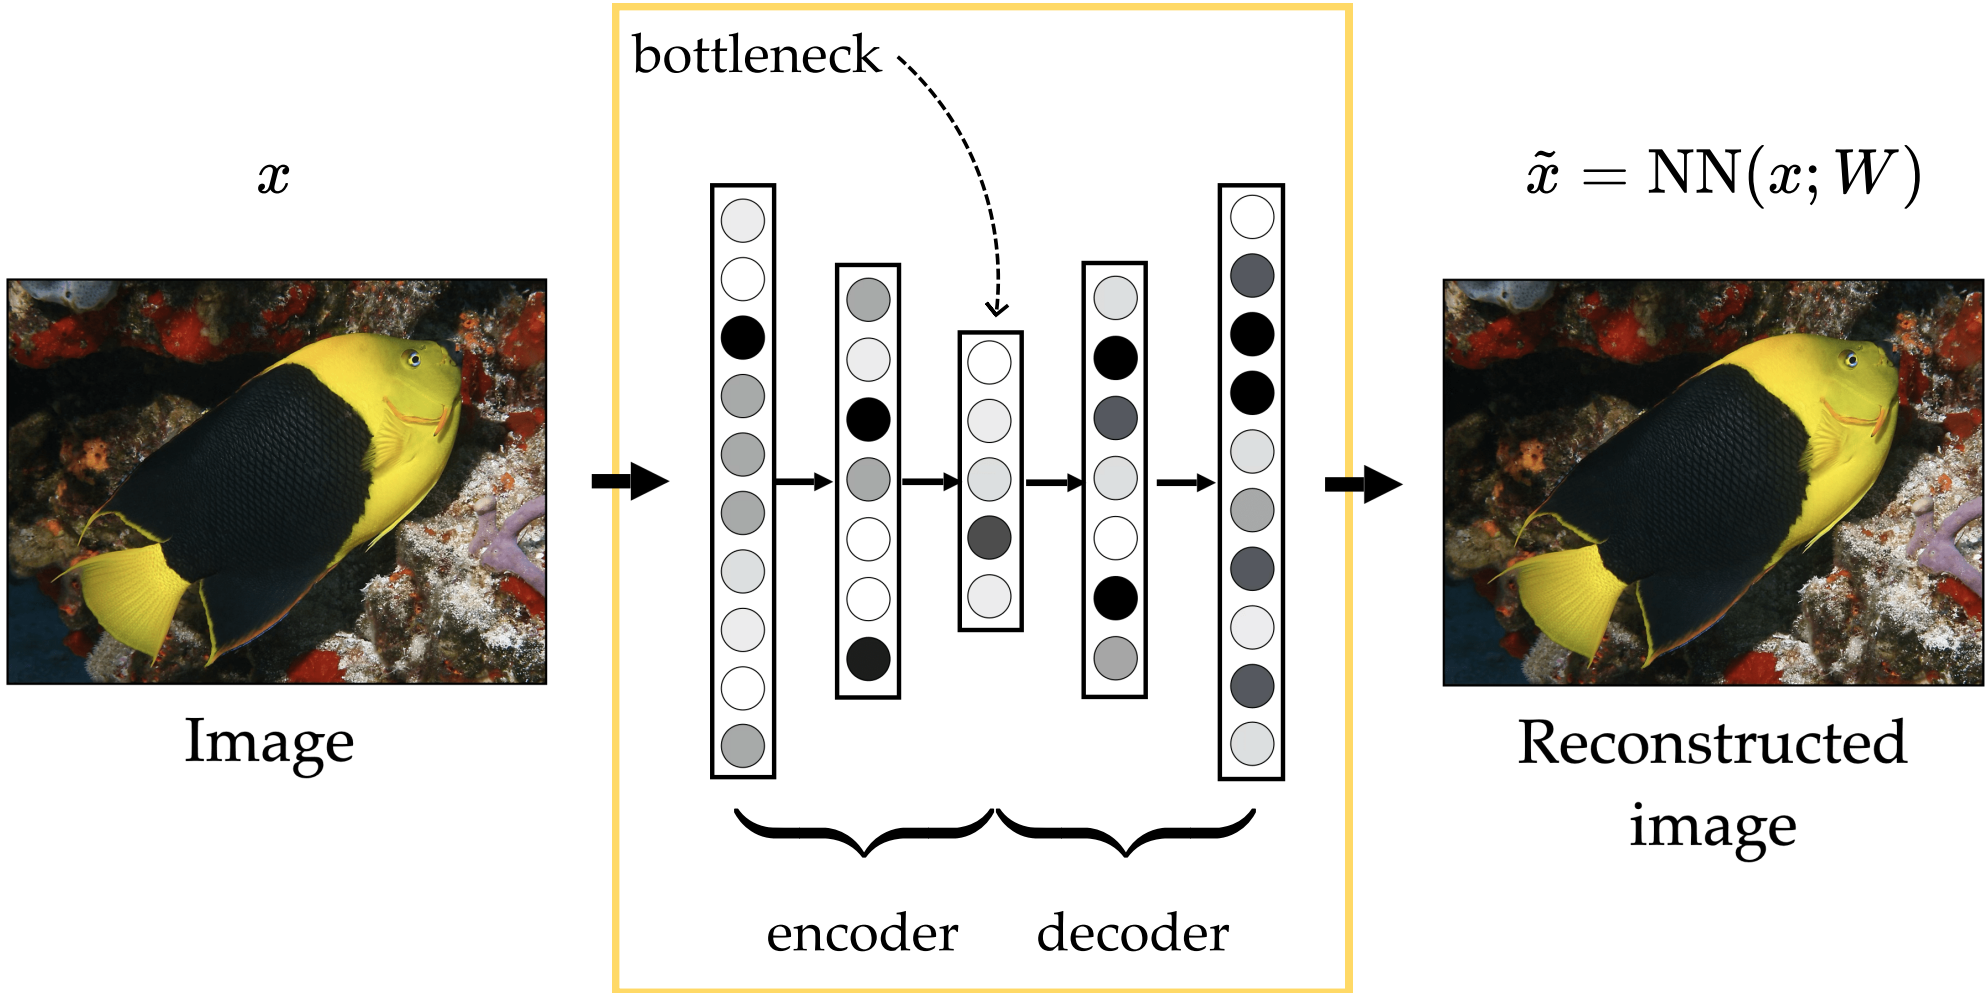 bottleneck
x
x̃ = NN(x; W)
Image
Reconstructed
image
encoder
decoder